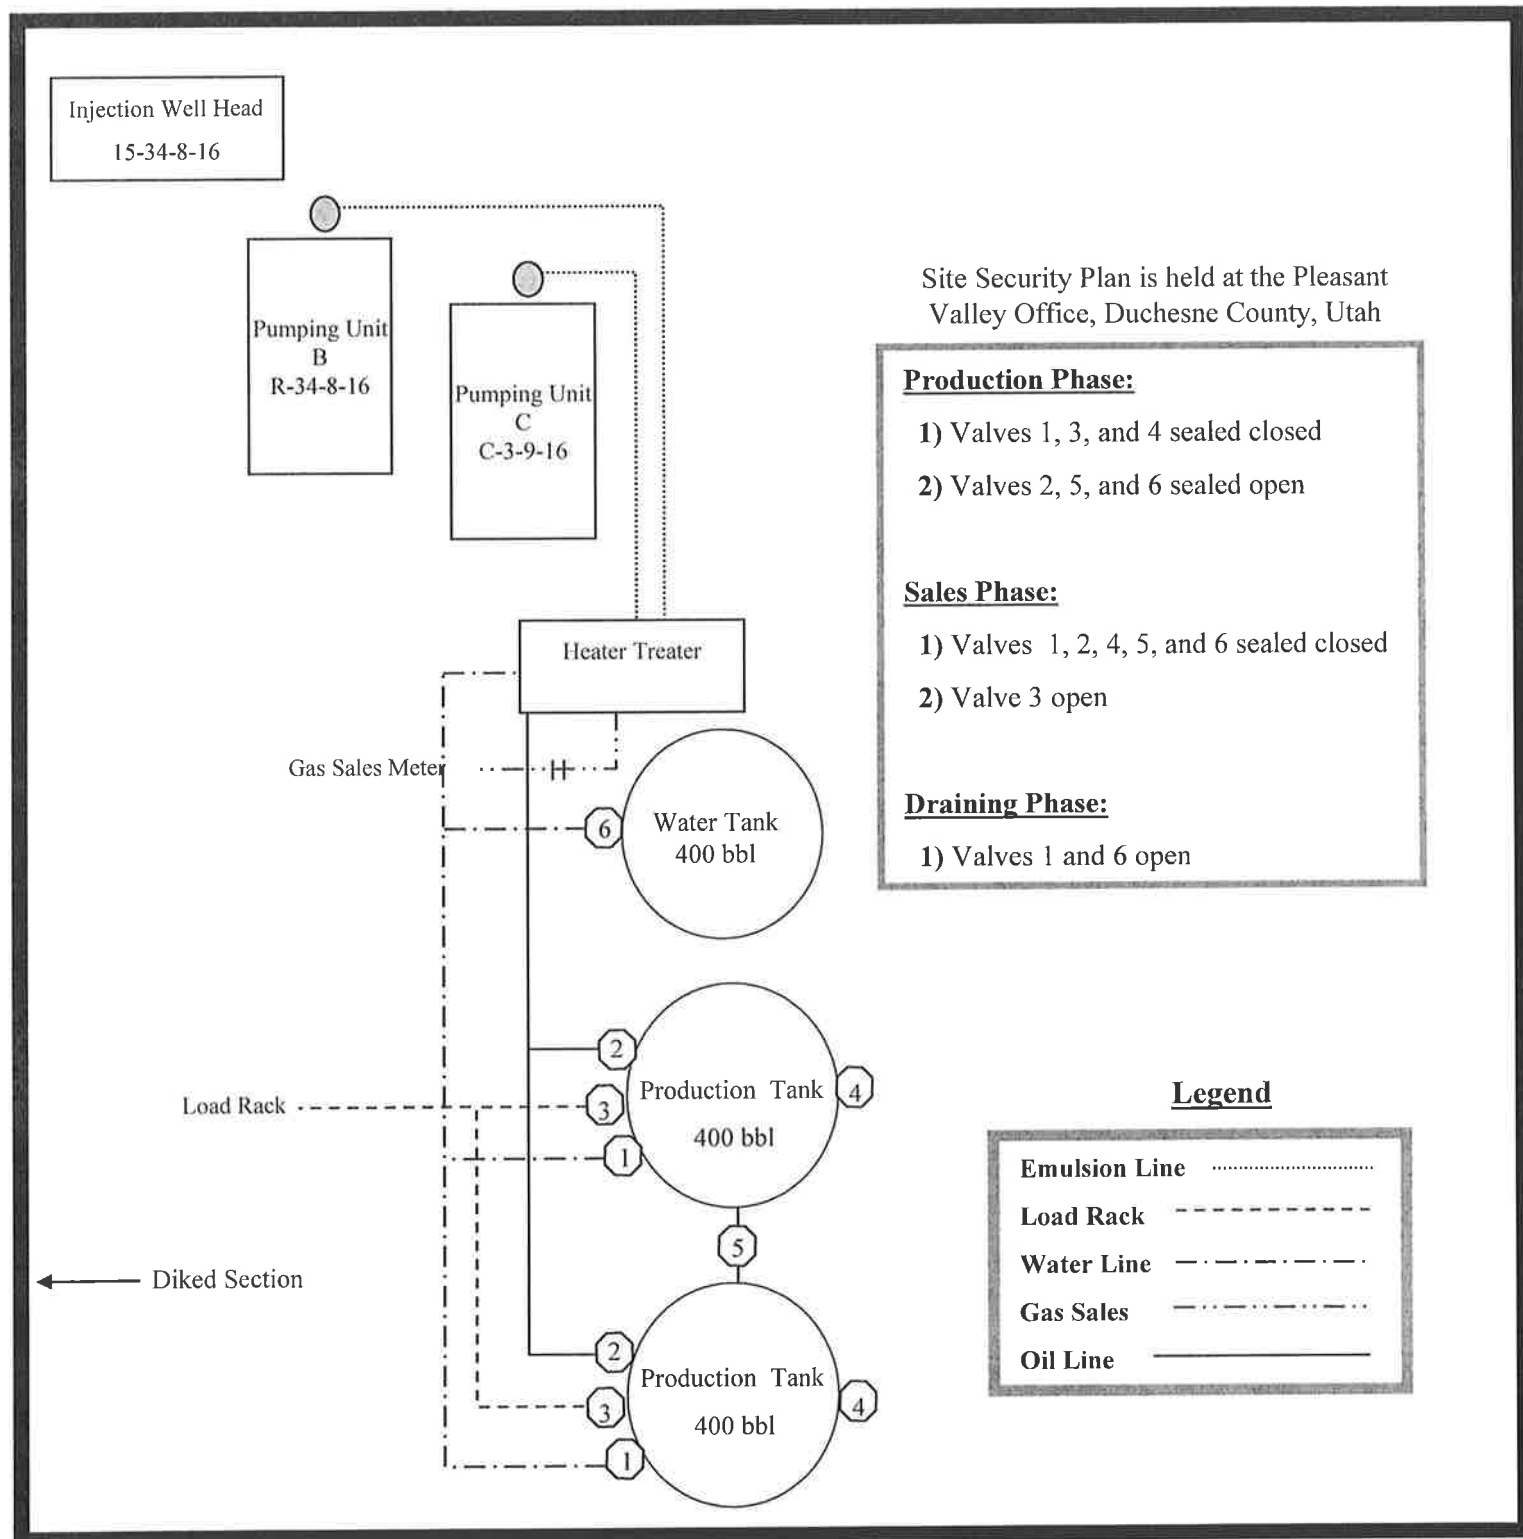 Injection Well Head
15-34-8-16
Pumping Unit
B
R-34-8-16
Pumping Unit
C
C-3-9-16
Site Security Plan is held at the Pleasant
Valley Office, Duchesne County, Utah
Production Phase:
1) Valves 1, 3, and 4 sealed closed
2) Valves 2, 5, and 6 sealed open
Sales Phase:
1) Valves 1, 2, 4, 5, and 6 sealed closed
2) Valve 3 open
Draining Phase:
1) Valves 1 and 6 open
Heater Treater
Gas Sales Meter
6
Water Tank
400 bbl
2
Load Rack
3
Production Tank
400 bbl
4
1
5
Diked Section
2
3
Production Tank
400 bbl
4
1
Legend
Emulsion Line
Load Rack
Water Line
Gas Sales
Oil Line